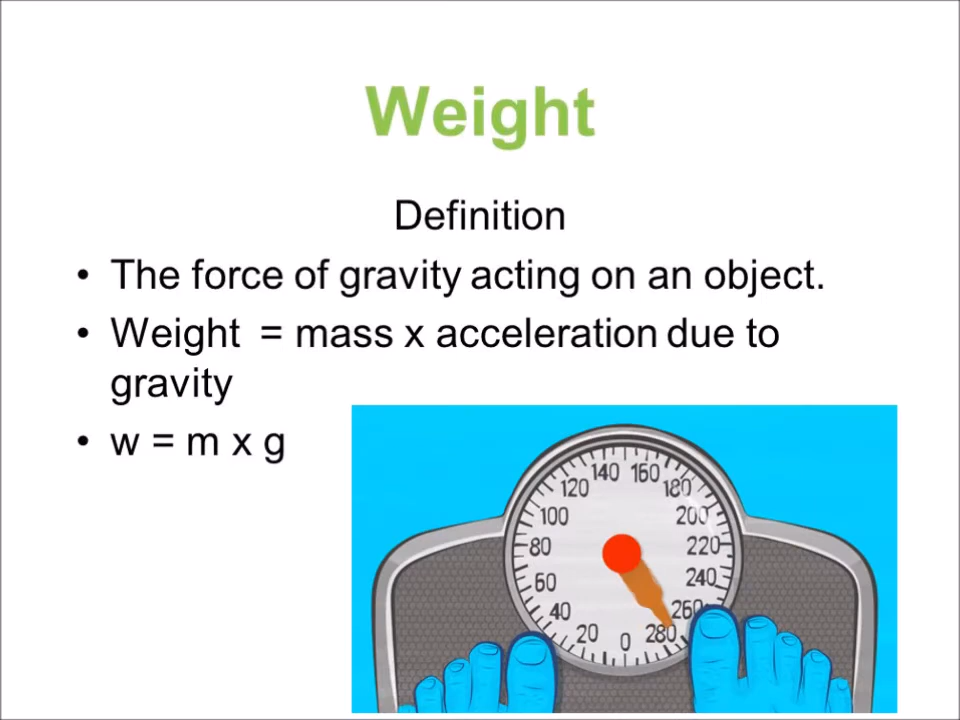 Weight
Definition
• The force of gravity acting on an object.
• Weight = mass x acceleration due to
gravity
• w = m x g
140 160
120 180
100 200
80 220
60 240
40 260
20 0 280